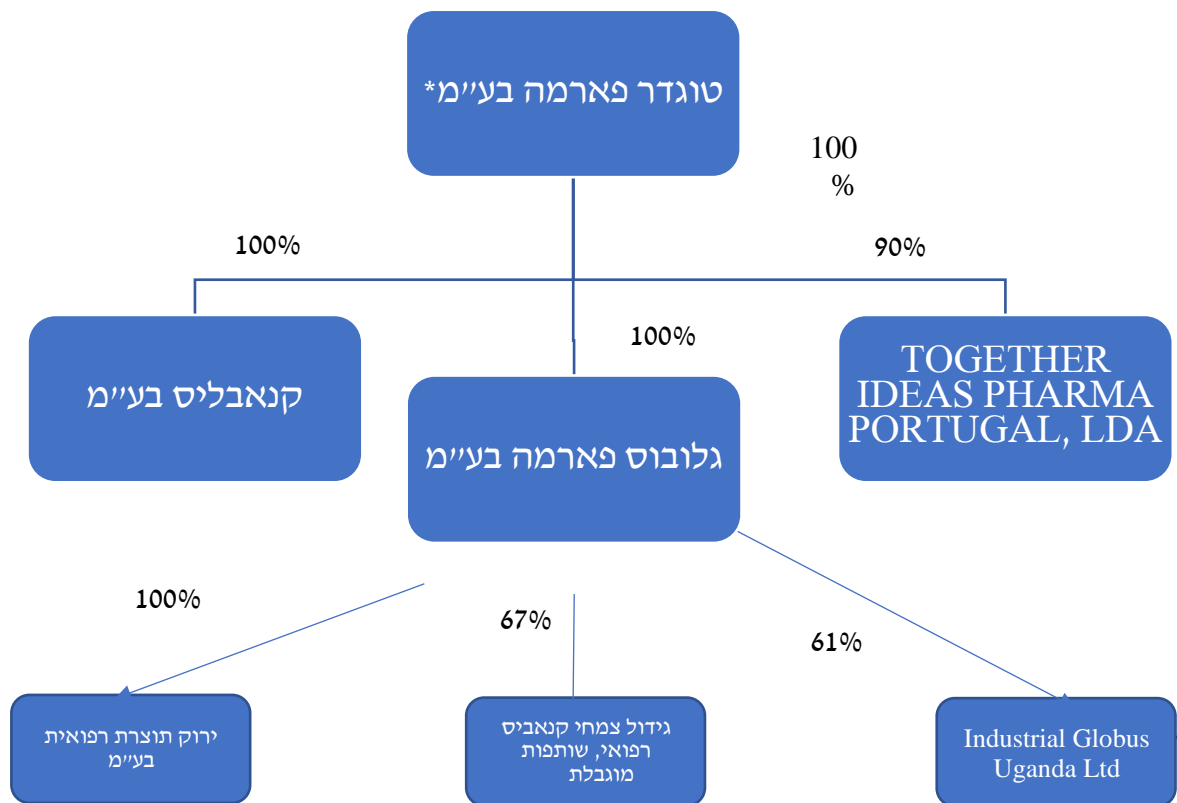 טוגדר פארמה בע״מ*
100
%
100%
90%
100%
קנאבליס בע״מ
TOGETHER
IDEAS PHARMA
PORTUGAL, LDA
גלובוס פארמה בע״מ
100%
67%
61%
ירוק תוצרת רפואית
בע״מ
גידול צמחי קנאביס
רפואי, שותפות
מוגבלת
Industrial Globus
Uganda Ltd